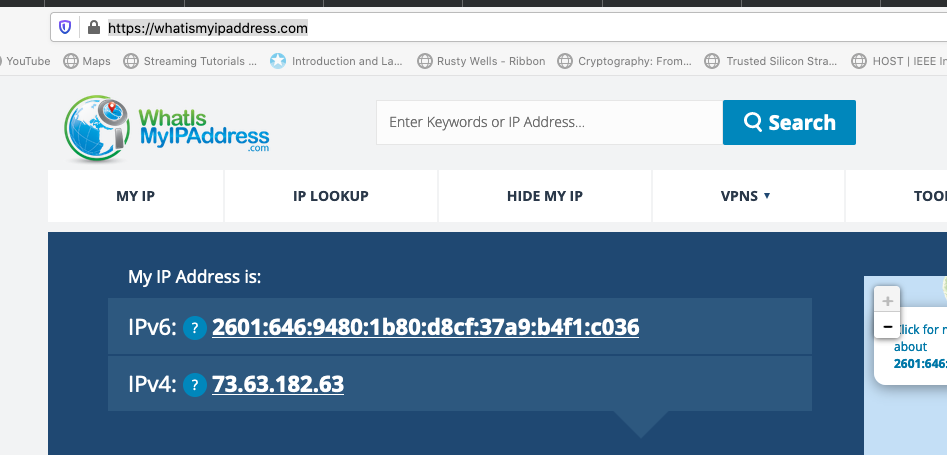 https://whatismyipaddress.com
YouTube Maps Streaming Tutorials ... Introduction and La... Rusty Wells - Ribbon Cryptography: From... Trusted Silicon Stra... HOST | IEEE In
WhatIs
MyIPAddress
.com
Enter Keywords or IP Address...
Search
MY IP IP LOOKUP HIDE MY IP VPNS ▾ TOO
My IP Address is:
IPv6: ? 2601:646:9480:1b80:d8cf:37a9:b4f1:c036
IPv4: ? 73.63.182.63
+
−
lick for
about
2601:646: